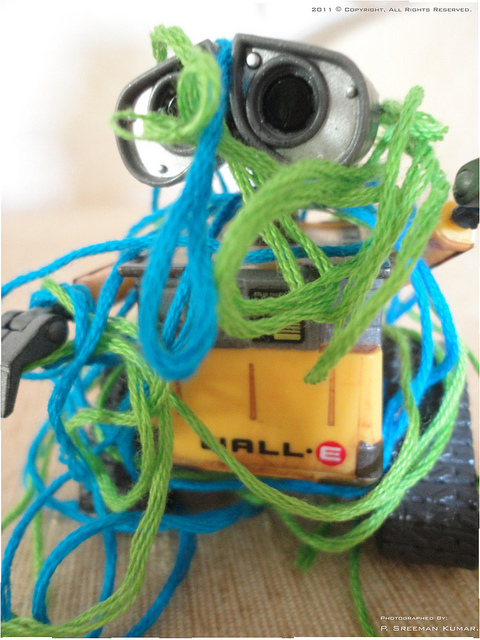 2011 © Copyright, All Rights Reserved.
WALL·E
Photographed By:
P. Sreeman Kumar.